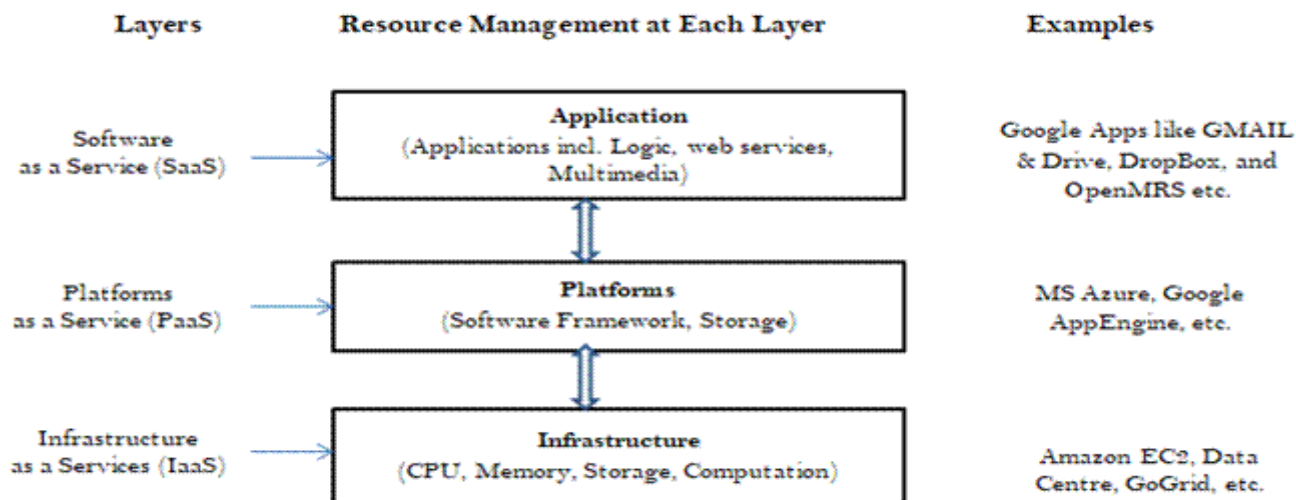 Layers
Resource Management at Each Layer
Examples
Software
as a Service (SaaS)
Application
(Applications incl. Logic, web services,
Multimedia)
Google Apps like GMAIL
& Drive, DropBox, and
OpenMRS etc.
Platforms
as a Service (PaaS)
Platforms
(Software Framework, Storage)
MS Azure, Google
AppEngine, etc.
Infrastructure
as a Services (IaaS)
Infrastructure
(CPU, Memory, Storage, Computation)
Amazon EC2, Data
Centre, GoGrid, etc.